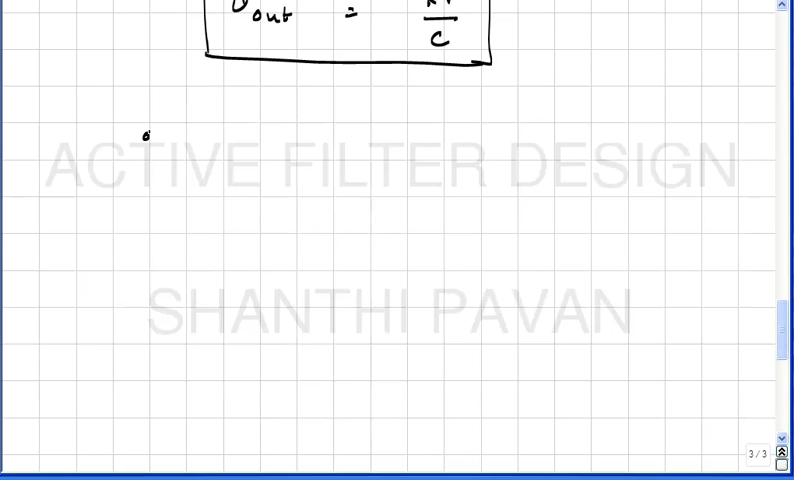 out =
C
ACTIVE FILTER DESIGN
SHANTHI PAVAN
3 / 3